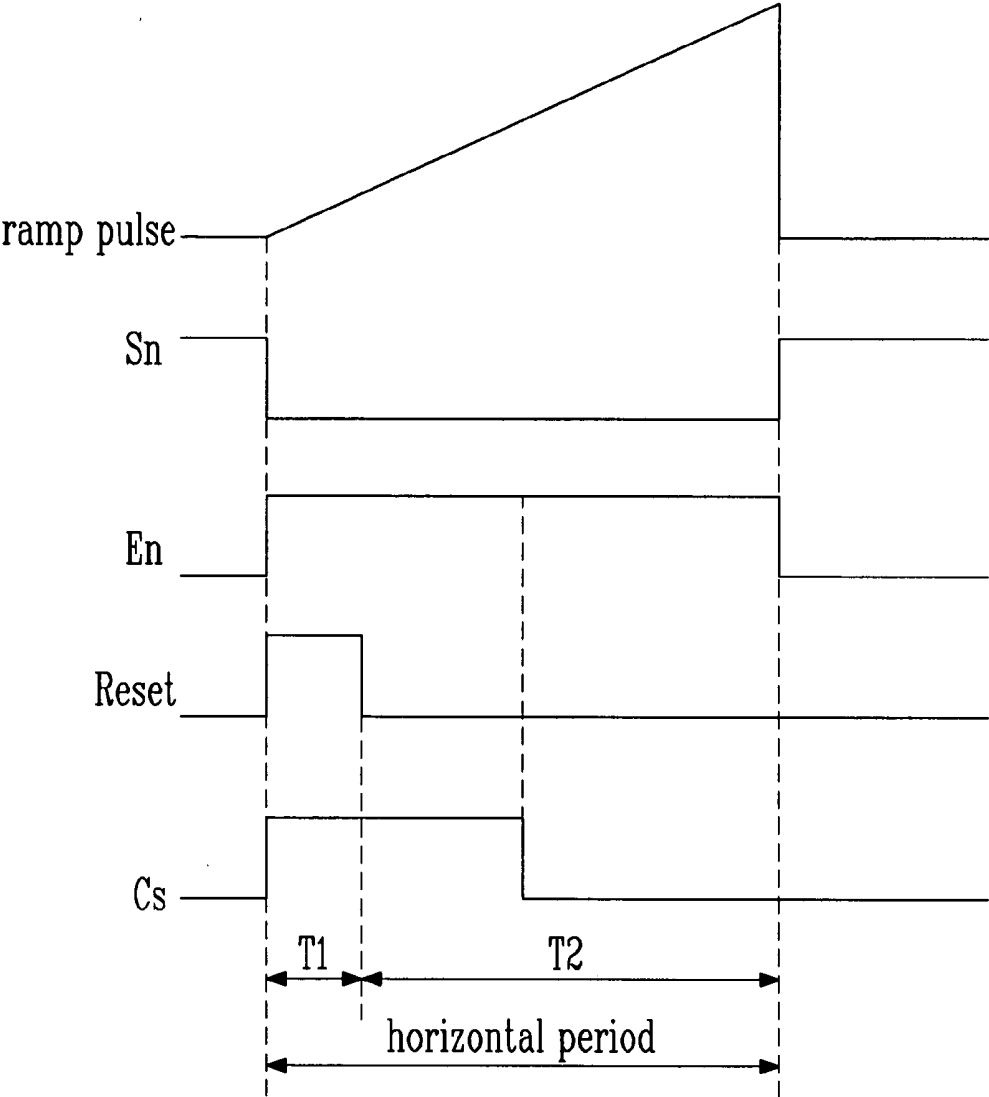 ramp pulse
Sn
En
Reset
Cs
T1
T2
horizontal period